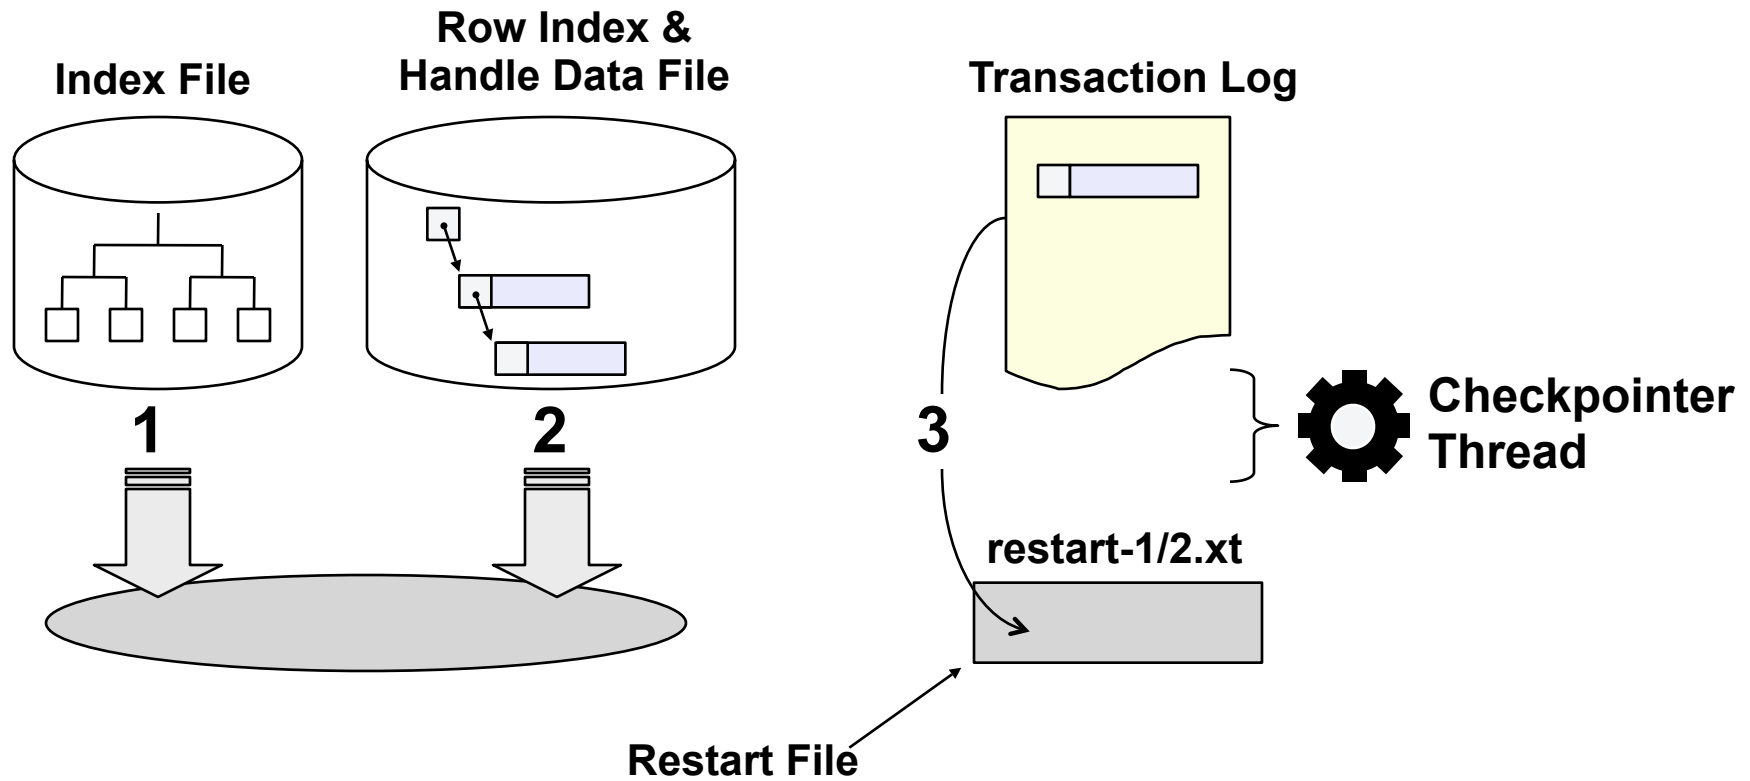 Index File
Row Index &
Handle Data File
Transaction Log
1
2
3
Checkpointer
Thread
restart-1/2.xt
Restart File